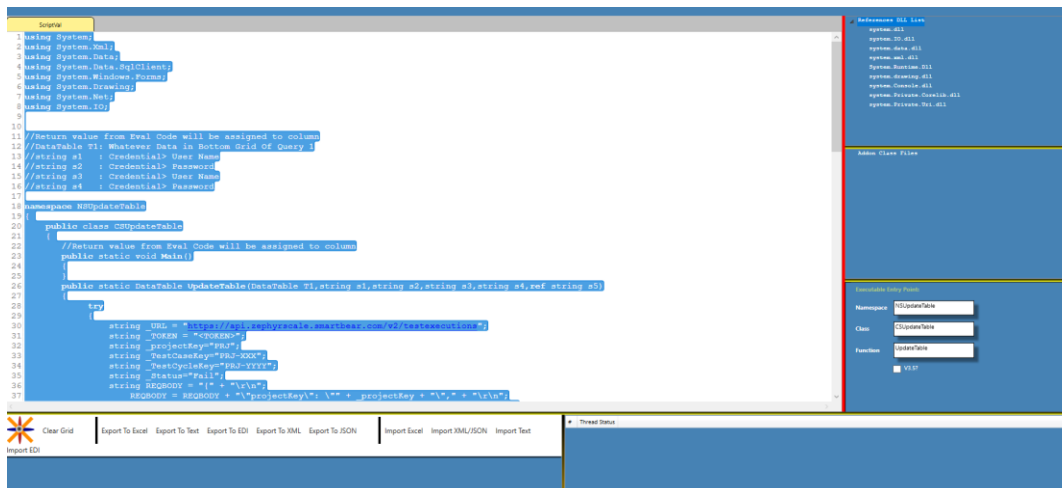 ScriptVal
1 using System;
2 using System.Xml;
3 using System.Data;
4 using System.Data.SqlClient;
5 using System.Windows.Forms;
6 using System.Drawing;
7 using System.Net;
8 using System.IO;
9
10
11 //Return value from Eval Code will be assigned to column
12 //DataTable T1: Whatever Data in Bottom Grid Of Query 1
13 //string s1   : Credential> User Name
14 //string s2   : Credential> Password
15 //string s3   : Credential> User Name
16 //string s4   : Credential> Password
17
18 namespace NSUpdateTable
19 {
20     public class CSUpdateTable
21     {
22         //Return value from Eval Code will be assigned to column
23         public static void Main()
24         {
25         }
26         public static DataTable UpdateTable(DataTable T1,string s1,string s2,string s3,string s4,ref string s5)
27         {
28             try
29             {
30                 string _URL = "https://api.zephyrscale.smartbear.com/v2/testexecutions";
31                 string _TOKEN = "<TOKEN>";
32                 string _projectKey="PRJ";
33                 string _TestCaseKey="PRJ-XXX";
34                 string _TestCycleKey="PRJ-YYYY";
35                 string _Status="Fail";
36                 string REQBODY = "{" + "\r\n";
37                     REQBODY = REQBODY + "\"projectKey\": \"" + _projectKey + "\"," + "\r\n";
References DLL List
system.dll
system.IO.dll
system.data.dll
system.xml.dll
System.Runtime.Dll
system.drawing.dll
system.Console.dll
system.Private.Corelib.dll
system.Private.Uri.dll
Addon Class Files
Executable Entry Point:
Namespace NSUpdateTable
Class CSUpdateTable
Function UpdateTable
V3.5?
Clear Grid Export To Excel Export To Text Export To EDI Export To XML Export To JSON Import Excel Import XML/JSON Import Text
Import EDI
# Thread Status